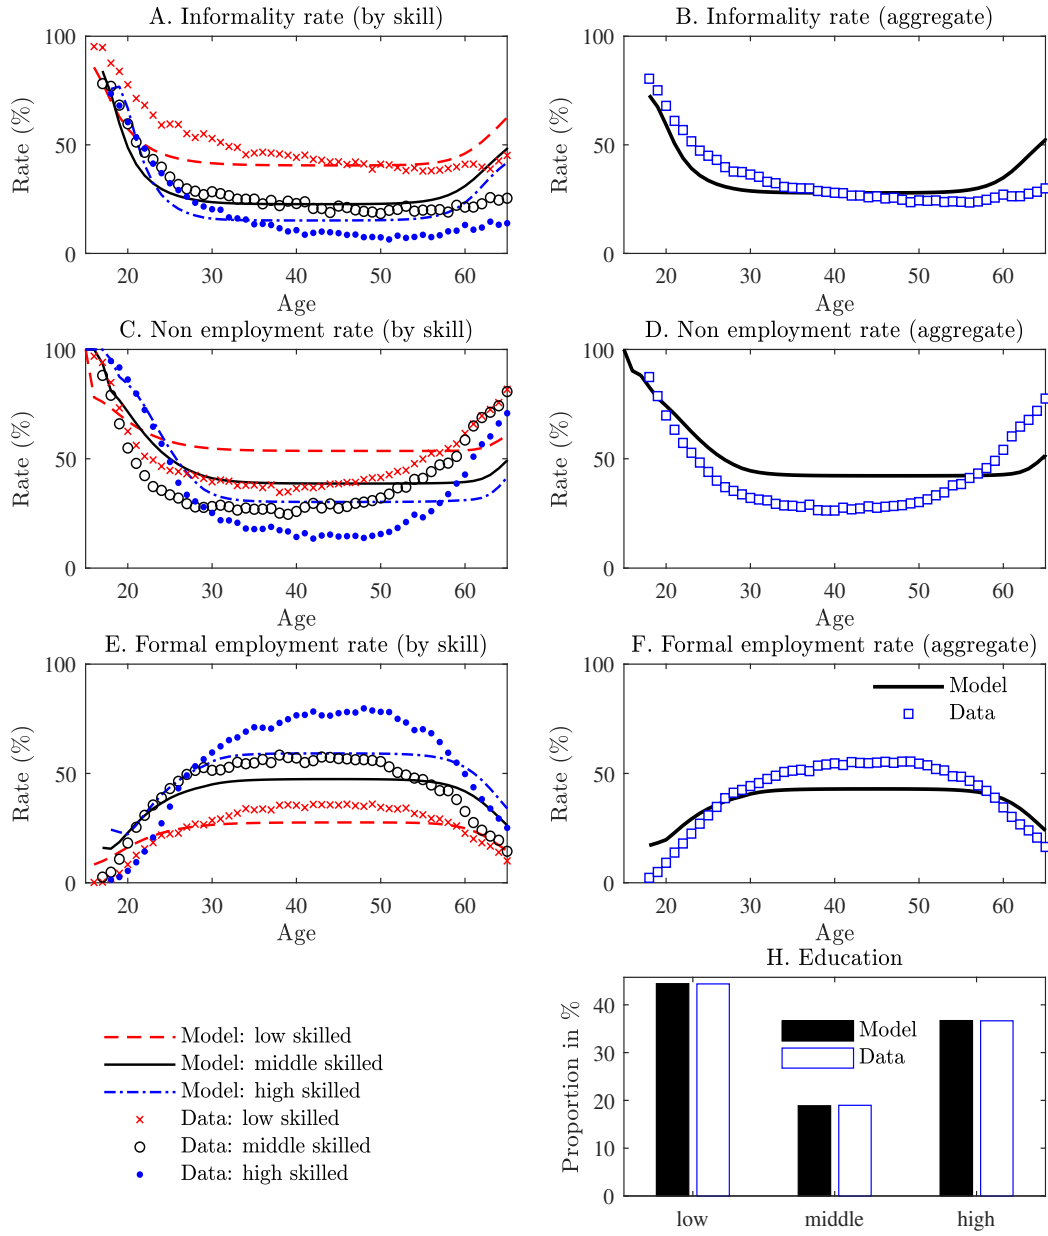 A. Informality rate (by skill)
100
50
0
Rate (%)
20 30 40 50 60
Age
B. Informality rate (aggregate)
100
50
0
Rate (%)
20 30 40 50 60
Age
C. Non employment rate (by skill)
100
50
0
Rate (%)
20 30 40 50 60
Age
D. Non employment rate (aggregate)
100
50
0
Rate (%)
20 30 40 50 60
Age
E. Formal employment rate (by skill)
100
50
0
Rate (%)
20 30 40 50 60
Age
F. Formal employment rate (aggregate)
100
50
0
Rate (%)
Model
Data
20 30 40 50 60
Age
Model: low skilled
Model: middle skilled
Model: high skilled
Data: low skilled
Data: middle skilled
Data: high skilled
H. Education
40
30
20
10
0
Proportion in %
Model
Data
low middle high